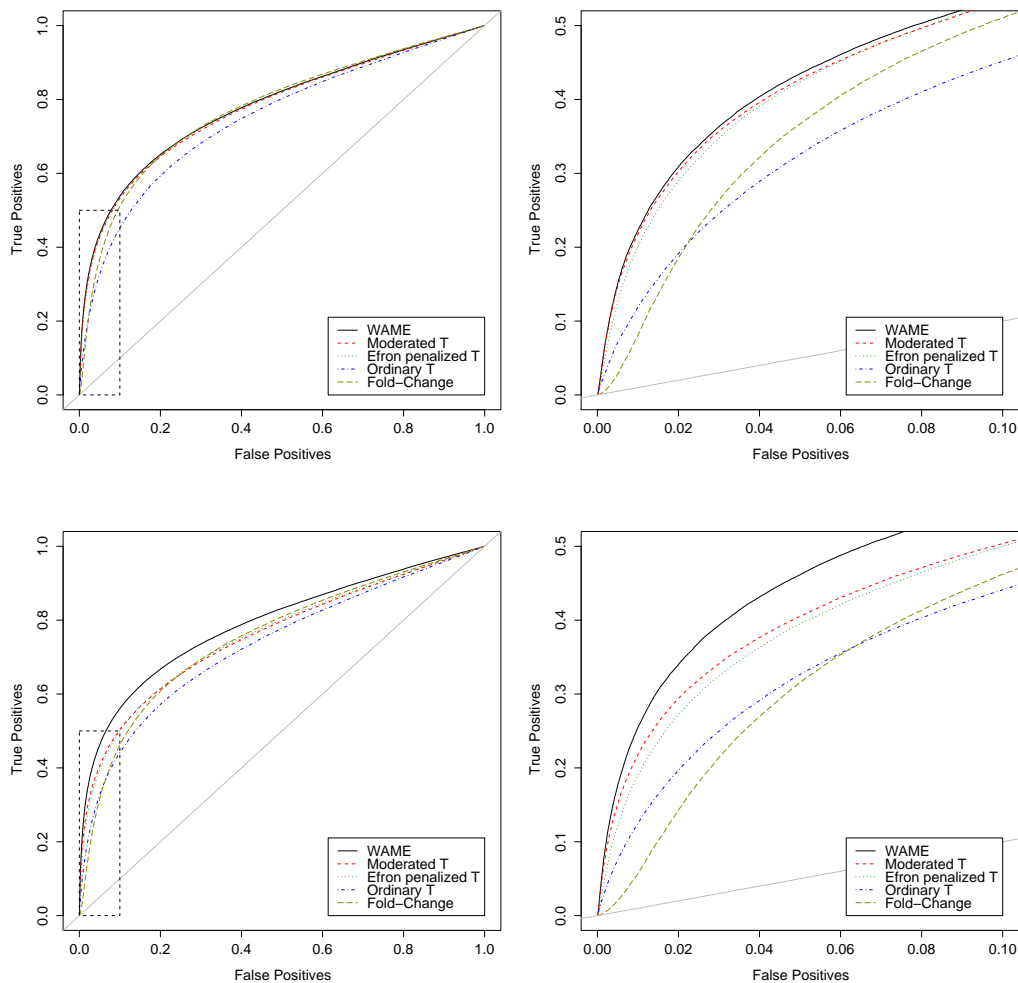 True Positives
0.0
0.2
0.4
0.6
0.8
1.0
WAME
Moderated T
Efron penalized T
Ordinary T
Fold−Change
0.0 0.2 0.4 0.6 0.8 1.0
False Positives
True Positives
0.0
0.1
0.2
0.3
0.4
0.5
WAME
Moderated T
Efron penalized T
Ordinary T
Fold−Change
0.00 0.02 0.04 0.06 0.08 0.10
False Positives
True Positives
0.0
0.2
0.4
0.6
0.8
1.0
WAME
Moderated T
Efron penalized T
Ordinary T
Fold−Change
0.0 0.2 0.4 0.6 0.8 1.0
False Positives
True Positives
0.0
0.1
0.2
0.3
0.4
0.5
WAME
Moderated T
Efron penalized T
Ordinary T
Fold−Change
0.00 0.02 0.04 0.06 0.08 0.10
False Positives